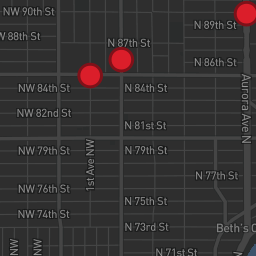 NW 90th St
N 89th St
W 88th St
N 87th St
N 86th St
NW 84th St
N 84th St
Aurora Ave N
NW 82nd St
N 81st St
NW 79th St
N 79th St
1st Ave NW
N 77th St
NW 76th St
N 75th St
NW 74th St
N 73rd St
Beth's C
NW
NW
N 71st St
N